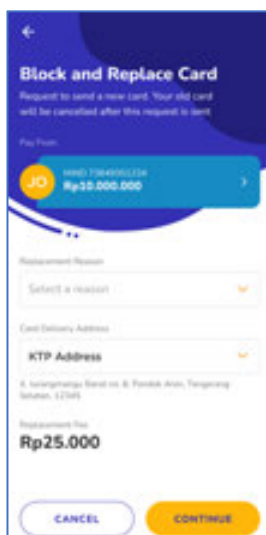 Block and Replace Card
Request to send a new card. Your old card
will be cancelled after this request is sent
Pay From
JO
Rp10.000.000
Replacement Reason
Select a reason
Card Delivery Address
KTP Address
Selatan, 12345
Replacement Fee
Rp25.000
CANCEL
CONTINUE